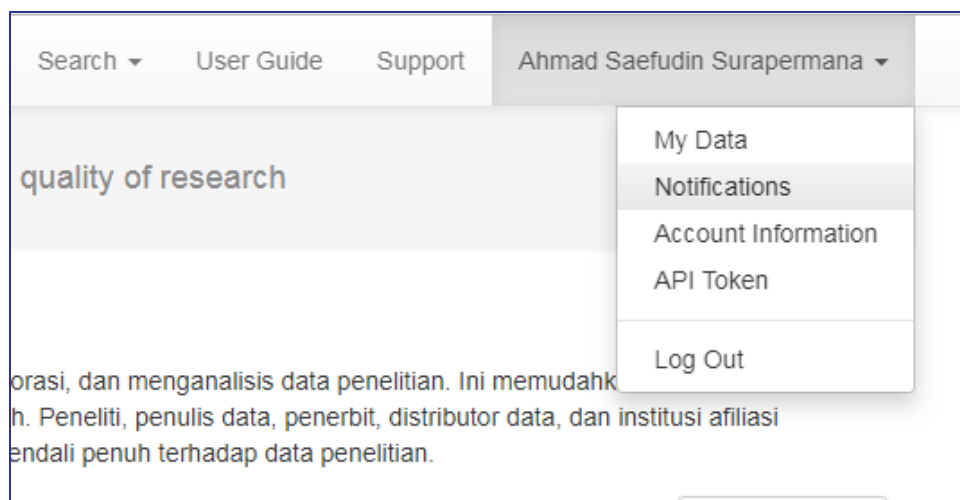 Search User Guide Support Ahmad Saefudin Surapermana
My Data
quality of research
Notifications
Account Information
API Token
Log Out
orasi, dan menganalisis data penelitian. Ini memudahk
h. Peneliti, penulis data, penerbit, distributor data, dan institusi afiliasi
endali penuh terhadap data penelitian.